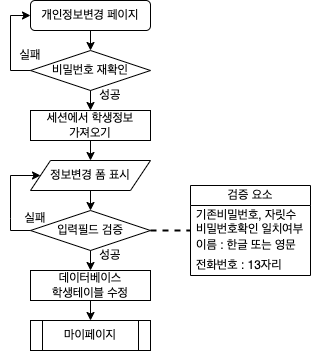 개인정보변경 페이지
실패
비밀번호 재확인
성공
세션에서 학생정보
가져오기
정보변경 폼 표시
실패
입력필드 검증
성공
데이터베이스
학생테이블 수정
마이페이지
검증 요소
기존비밀번호, 자릿수
비밀번호확인 일치여부
이름 : 한글 또는 영문
전화번호 : 13자리